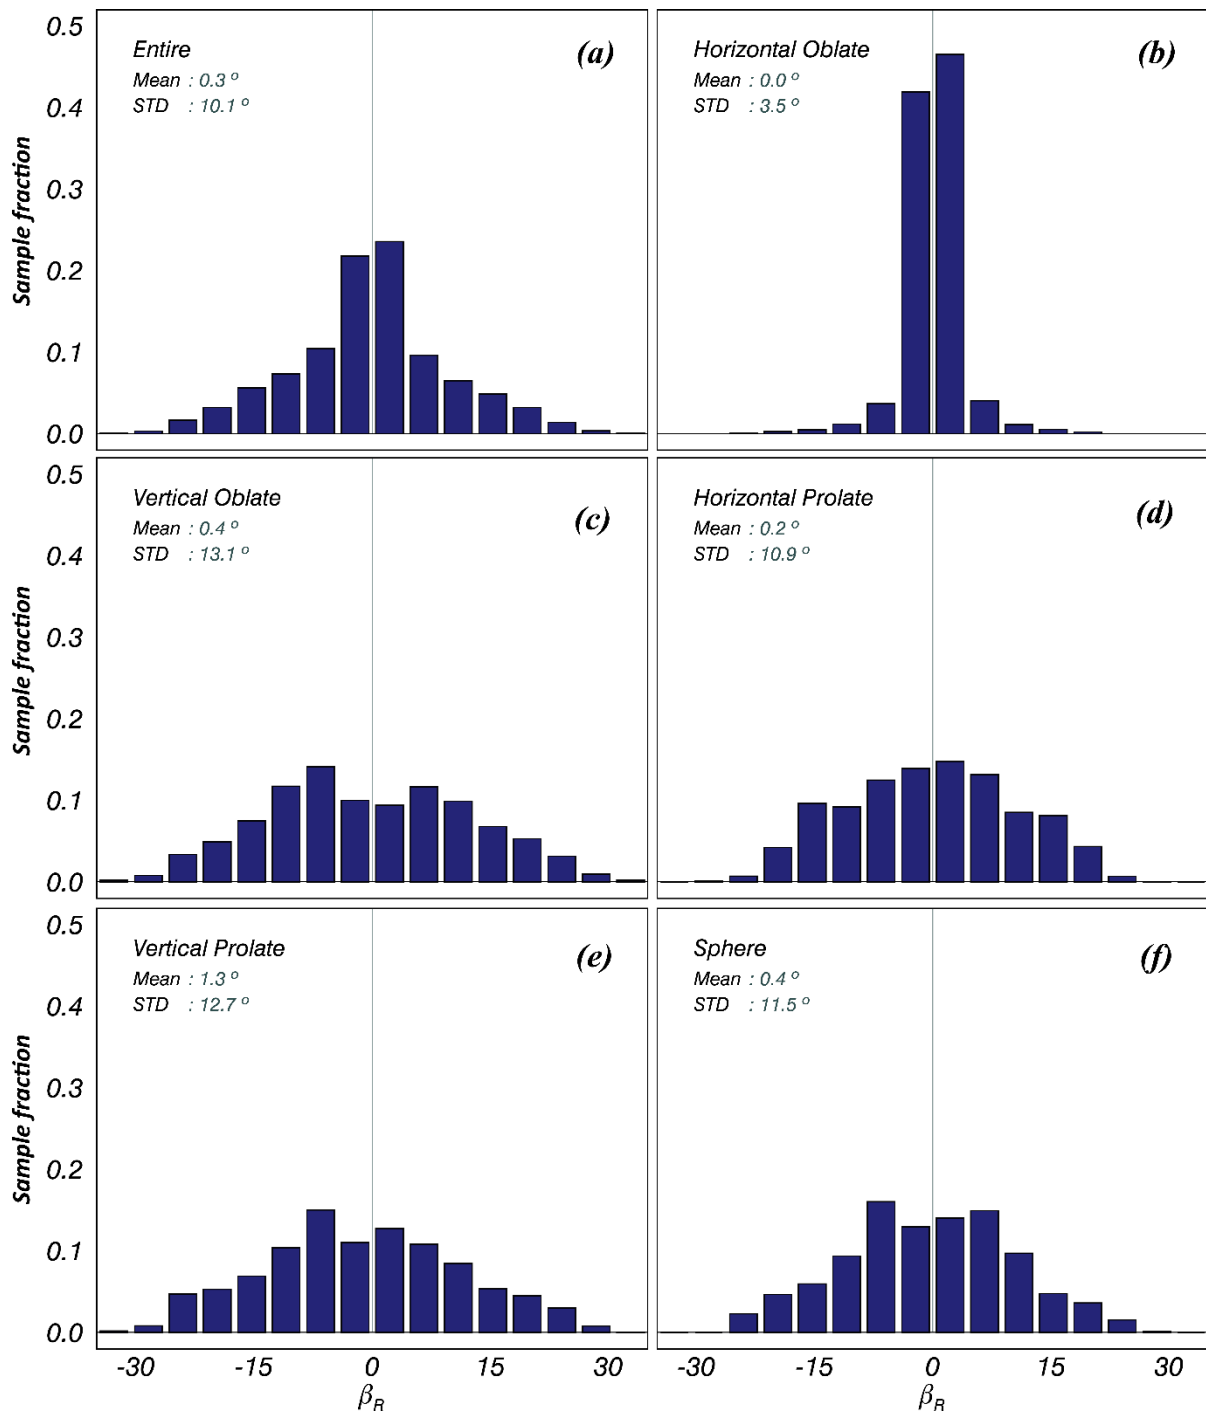 0.5
0.4
0.3
0.2
0.1
0.0
Sample fraction
Entire
Mean : 0.3 °
STD : 10.1 °
(a)
Horizontal Oblate
Mean : 0.0 °
STD : 3.5 °
(b)
0.5
0.4
0.3
0.2
0.1
0.0
Sample fraction
Vertical Oblate
Mean : 0.4 °
STD : 13.1 °
(c)
Horizontal Prolate
Mean : 0.2 °
STD : 10.9 °
(d)
0.5
0.4
0.3
0.2
0.1
0.0
Sample fraction
Vertical Prolate
Mean : 1.3 °
STD : 12.7 °
(e)
Sphere
Mean : 0.4 °
STD : 11.5 °
(f)
-30 -15 0 15 30
β_R
-30 -15 0 15 30
β_R